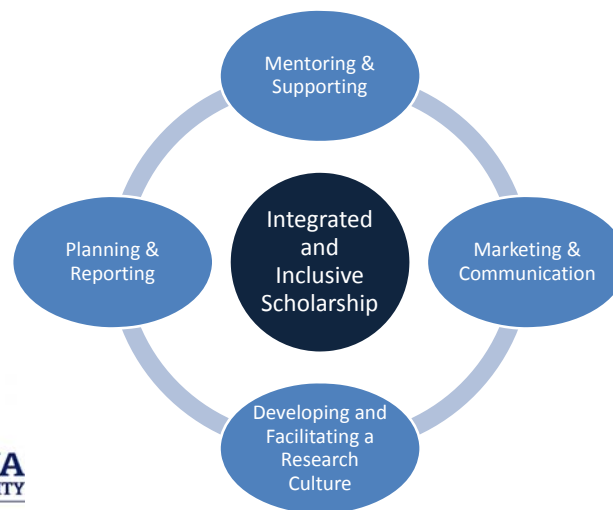 Mentoring &
Supporting
Planning &
Reporting
Integrated
and
Inclusive
Scholarship
Marketing &
Communication
Developing and
Facilitating a
Research
Culture